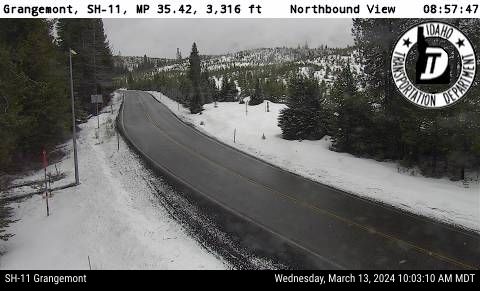 Grangemont, SH-11, MP 35.42, 3,316 ft Northbound View 08:57:47
IDAHO
TRANSPORTATION DEPARTMENT
SH-11 Grangemont Wednesday, March 13, 2024 10:03:10 AM MDT